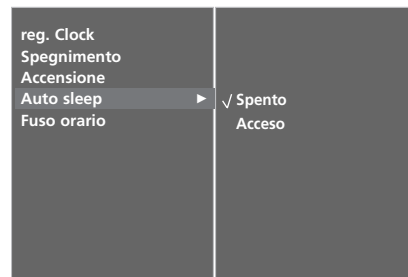 reg. Clock
Spegnimento
Accensione
Auto sleep ►
Fuso orario
√ Spento
Acceso